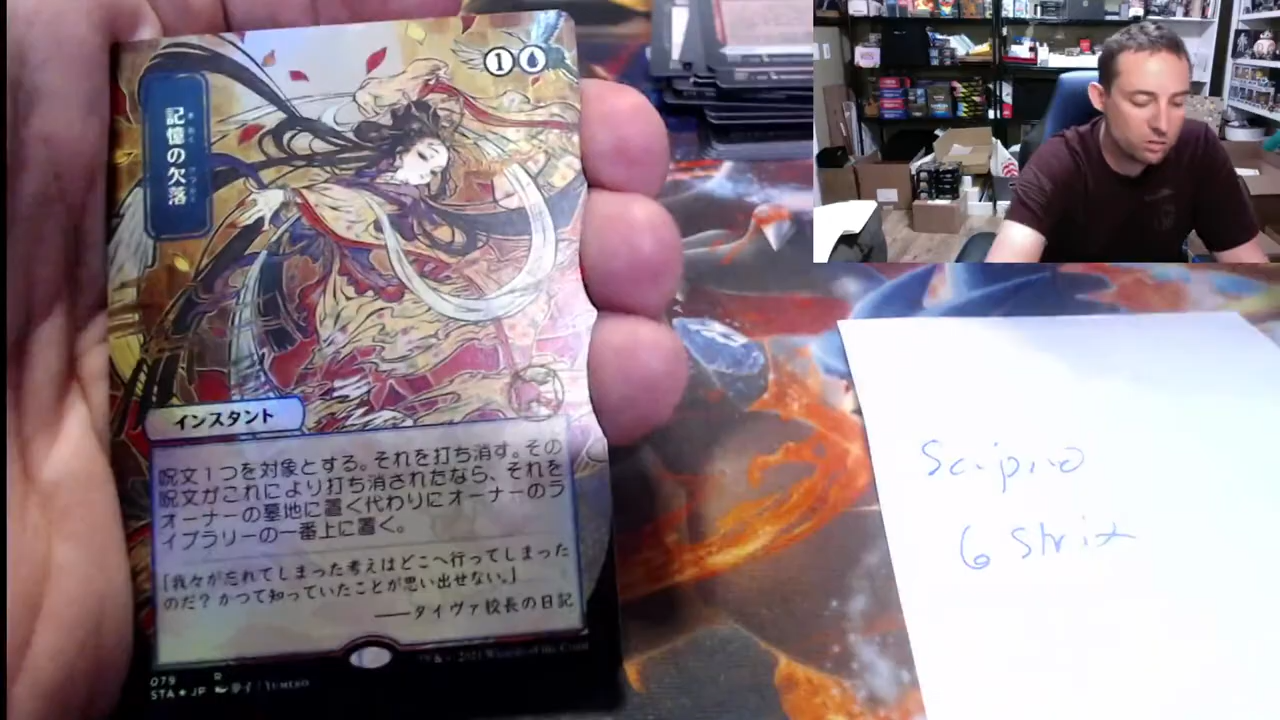 1
記憶の欠落
インスタント
呪文1つを対象とする。それを打ち消す。その
呪文がこれにより打ち消されたなら、それを
オーナーの墓地に置く代わりにオーナーのラ
イブラリーの一番上に置く。
「我々が忘れてしまった考えはどこへ行ってしまった
のだ?かつて知っていたことが思い出せない。」
――タイヴァ校長の日記
079 R
STA JP
Scipio
6 Strix